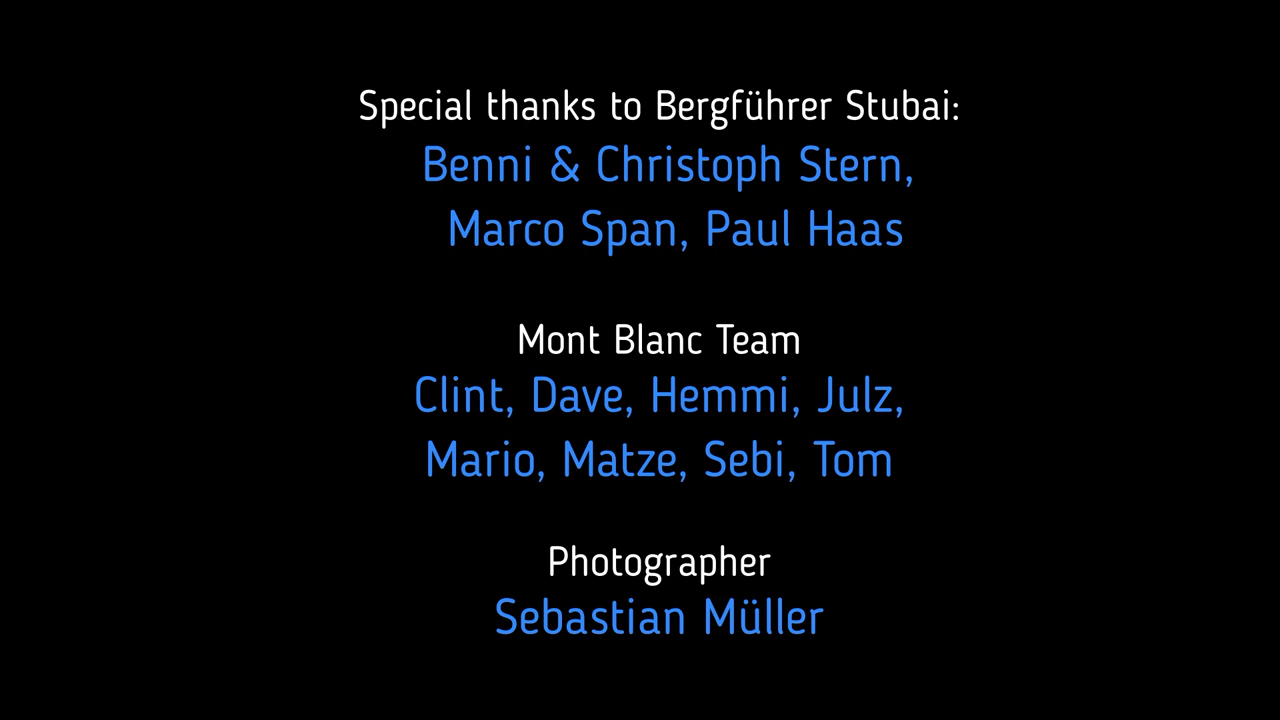 Special thanks to Bergführer Stubai:
Benni & Christoph Stern,
Marco Span, Paul Haas
Mont Blanc Team
Clint, Dave, Hemmi, Julz,
Mario, Matze, Sebi, Tom
Photographer
Sebastian Müller